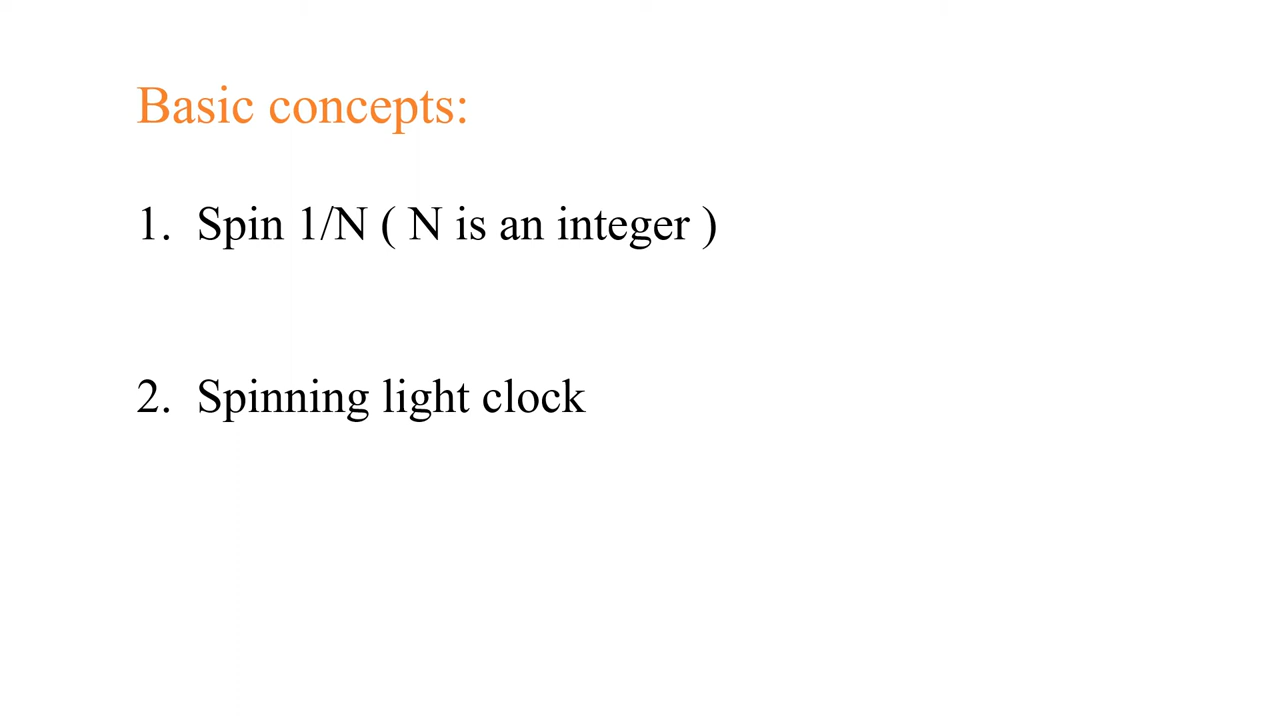 Basic concepts:
1. Spin 1/N ( N is an integer )
2. Spinning light clock